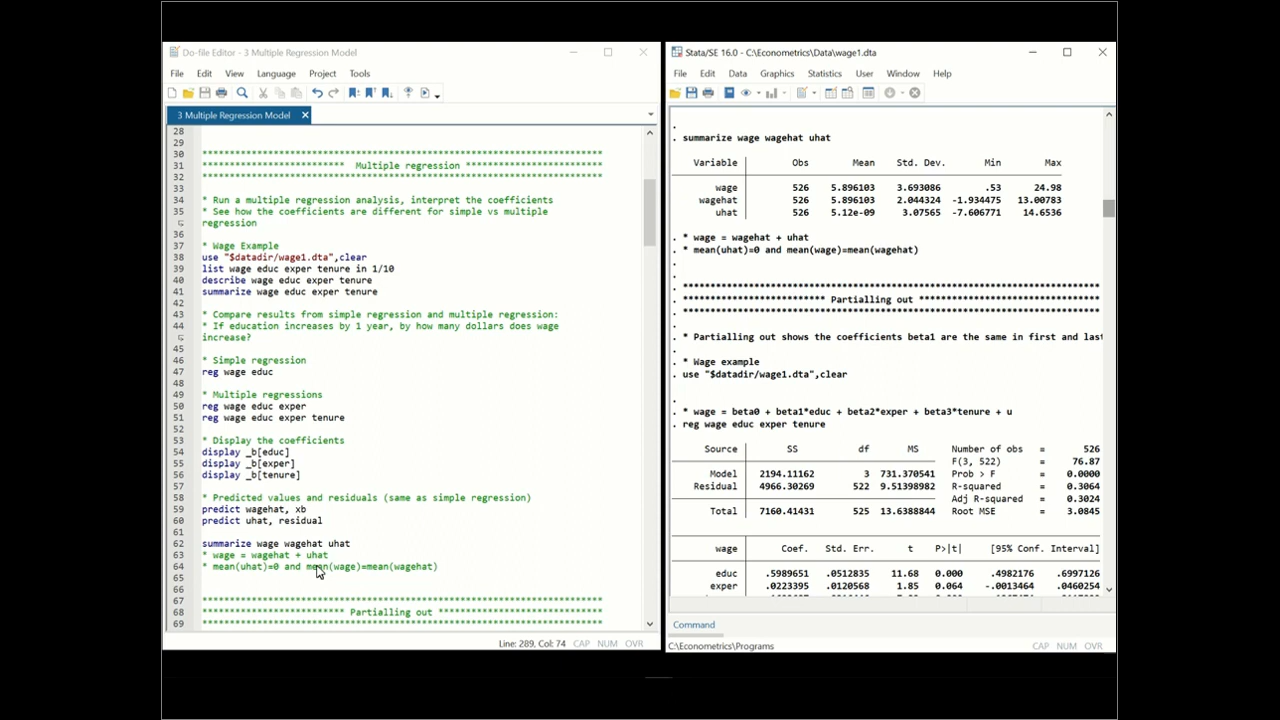 Do-file Editor - 3 Multiple Regression Model
File Edit View Language Project Tools
3 Multiple Regression Model
28
29
30 **********************************************************************
31 ************************* Multiple regression ************************
32 **********************************************************************
33
34 * Run a multiple regression analysis, interpret the coefficients
35 * See how the coefficients are different for simple vs multiple
regression
36
37 * Wage Example
38 use "$datadir/wage1.dta",clear
39 list wage educ exper tenure in 1/10
40 describe wage educ exper tenure
41 summarize wage educ exper tenure
42
43 * Compare results from simple regression and multiple regression:
44 * If education increases by 1 year, by how many dollars does wage
increase?
45
46 * Simple regression
47 reg wage educ
48
49 * Multiple regressions
50 reg wage educ exper
51 reg wage educ exper tenure
52
53 * Display the coefficients
54 display _b[educ]
55 display _b[exper]
56 display _b[tenure]
57
58 * Predicted values and residuals (same as simple regression)
59 predict wagehat, xb
60 predict uhat, residual
61
62 summarize wage wagehat uhat
63 * wage = wagehat + uhat
64 * mean(uhat)=0 and mean(wage)=mean(wagehat)
65
66
67 **********************************************************************
68 ************************* Partialling out ****************************
69 **********************************************************************
Line: 289, Col: 74 CAP NUM OVR
Stata/SE 16.0 - C:\Econometrics\Data\wage1.dta
File Edit Data Graphics Statistics User Window Help
.
. summarize wage wagehat uhat
Variable Obs Mean Std. Dev. Min Max
wage 526 5.896103 3.693086 .53 24.98
wagehat 526 5.896103 2.044324 -1.934475 13.00783
uhat 526 5.12e-09 3.07565 -7.606771 14.6536
. * wage = wagehat + uhat
. * mean(uhat)=0 and mean(wage)=mean(wagehat)
.
.
. **********************************************************************
. ************************* Partialling out ****************************
. **********************************************************************
.
. * Partialling out shows the coefficients beta1 are the same in first and last
.
. * Wage example
. use "$datadir/wage1.dta",clear
.
. * wage = beta0 + beta1*educ + beta2*exper + beta3*tenure + u
. reg wage educ exper tenure
Source SS df MS Number of obs = 526
F(3, 522) = 76.87
Model 2194.11162 3 731.370541 Prob > F = 0.0000
Residual 4966.30269 522 9.51398982 R-squared = 0.3064
Adj R-squared = 0.3024
Total 7160.41431 525 13.6388844 Root MSE = 3.0845
wage Coef. Std. Err. t P>|t| [95% Conf. Interval]
educ .5989651 .0512835 11.68 0.000 .4982176 .6997126
exper .0223395 .0120568 1.85 0.064 -.0013464 .0460254
Command
C:\Econometrics\Programs CAP NUM OVR